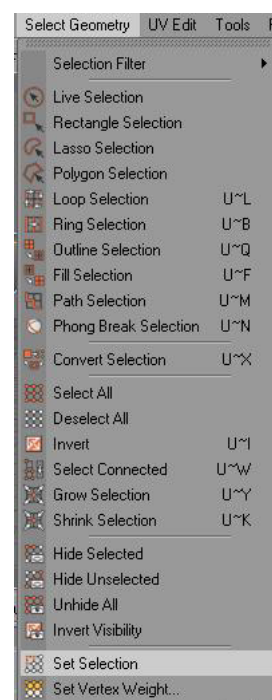 Select Geometry UV Edit Tools
Selection Filter
Live Selection
Rectangle Selection
Lasso Selection
Polygon Selection
Loop Selection U~L
Ring Selection U~B
Outline Selection U~Q
Fill Selection U~F
Path Selection U~M
Phong Break Selection U~N
Convert Selection U~X
Select All
Deselect All
Invert U~I
Select Connected U~W
Grow Selection U~Y
Shrink Selection U~K
Hide Selected
Hide Unselected
Unhide All
Invert Visibility
Set Selection
Set Vertex Weight...